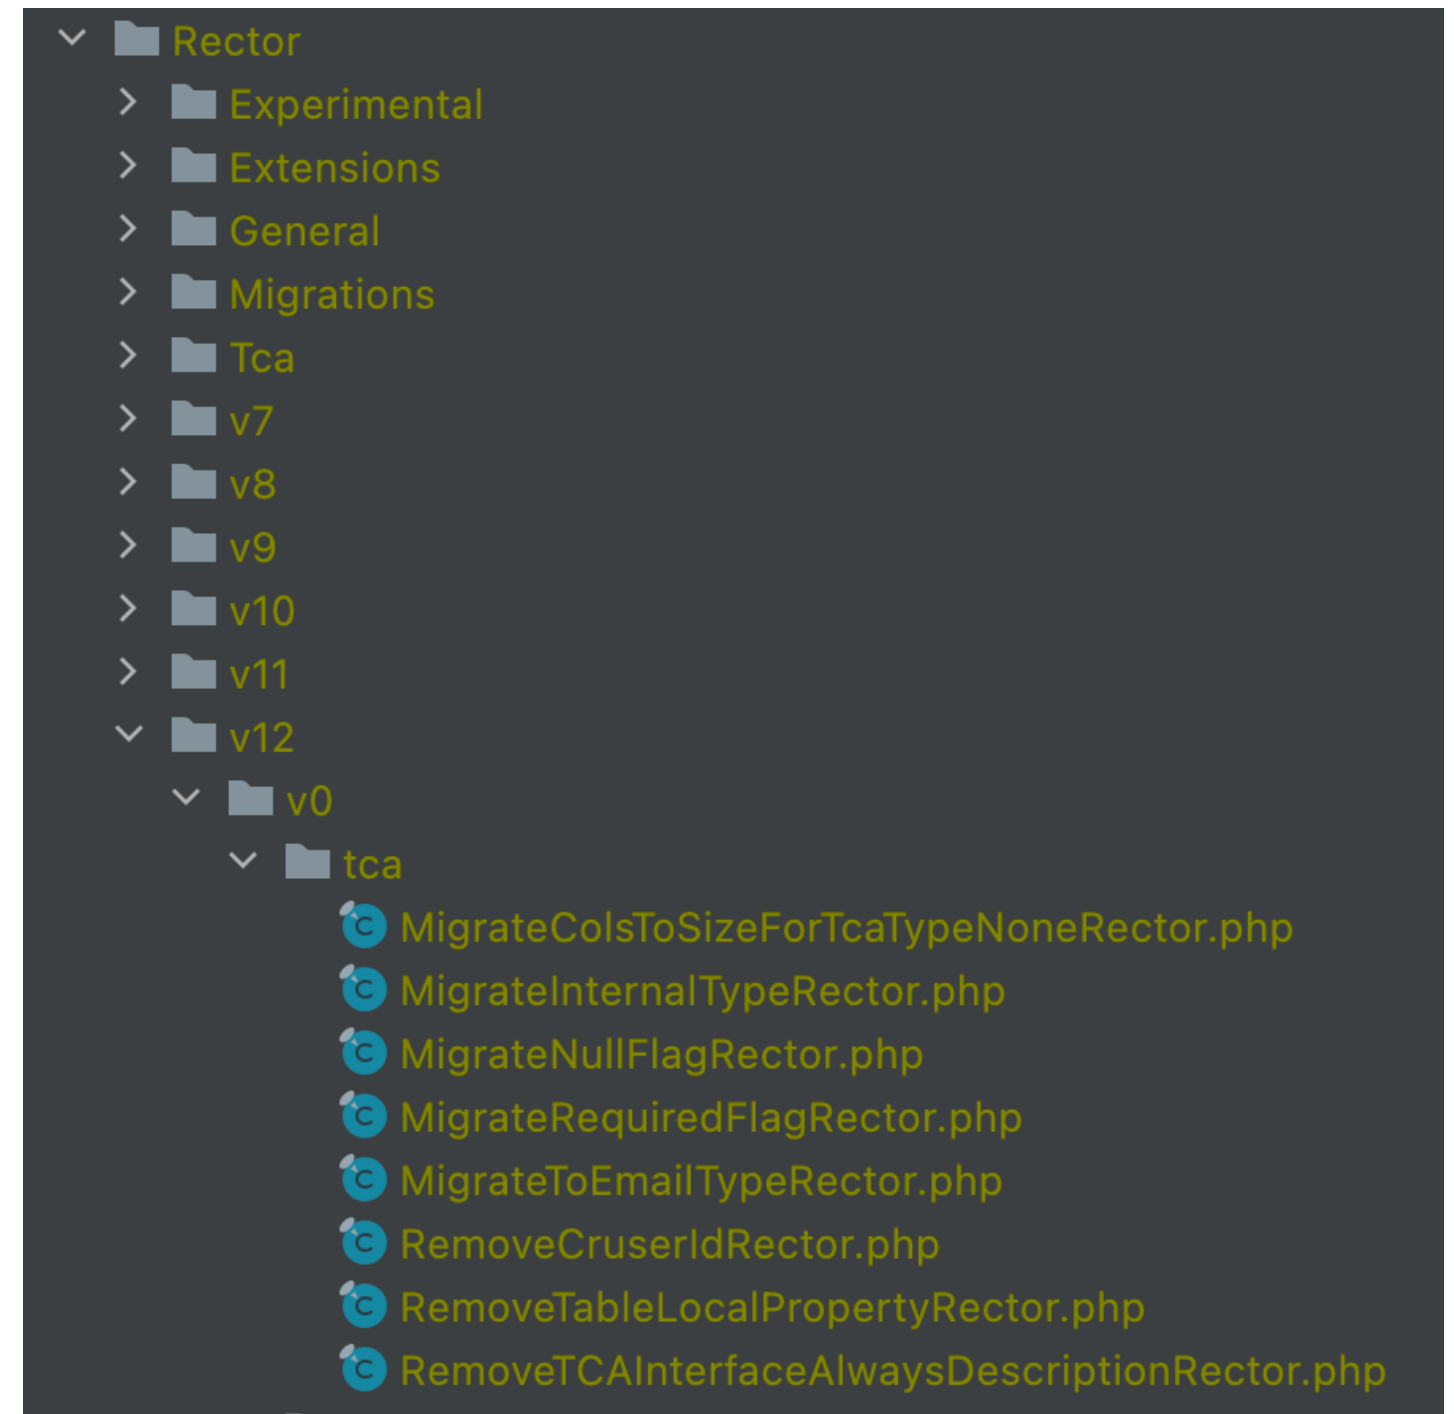 Rector
Experimental
Extensions
General
Migrations
Tca
v7
v8
v9
v10
v11
v12
v0
tca
MigrateColsToSizeForTcaTypeNoneRector.php
MigrateInternalTypeRector.php
MigrateNullFlagRector.php
MigrateRequiredFlagRector.php
MigrateToEmailTypeRector.php
RemoveCruserIdRector.php
RemoveTableLocalPropertyRector.php
RemoveTCAInterfaceAlwaysDescriptionRector.php